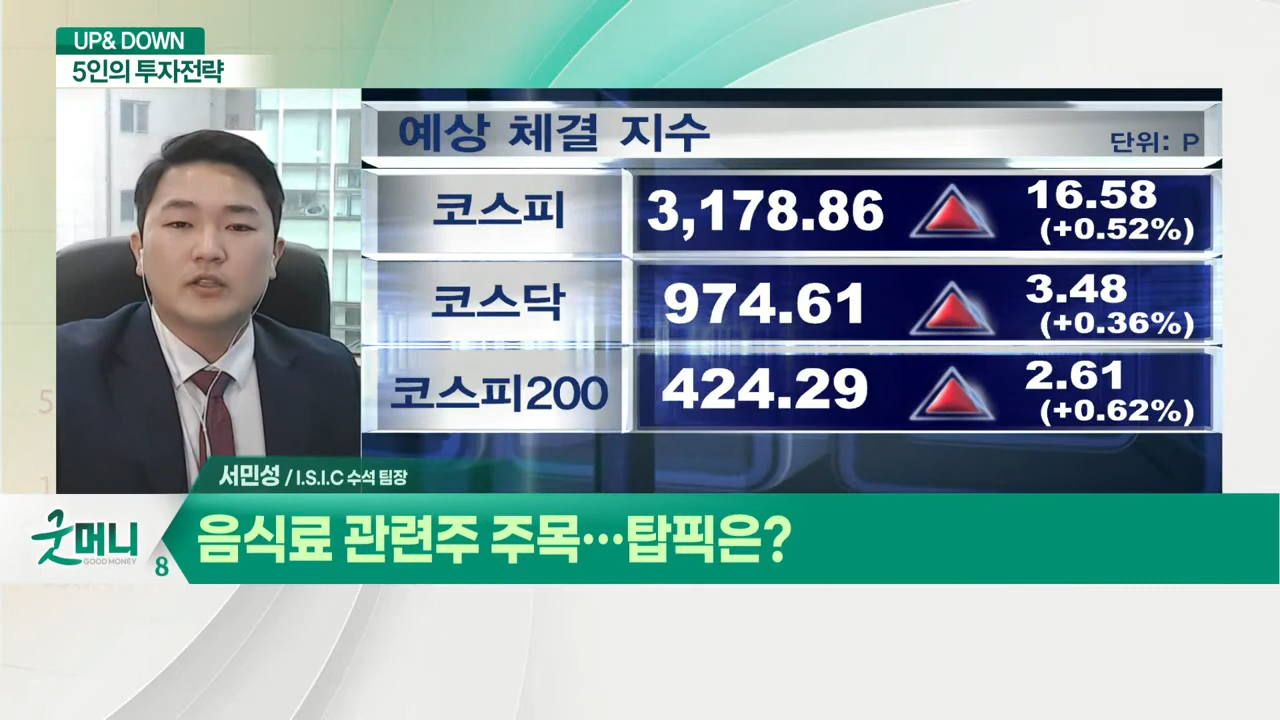 UP& DOWN
5인의 투자전략
예상 체결 지수
단위: P
코스피 3,178.86 ▲ 16.58 (+0.52%)
코스닥 974.61 ▲ 3.48 (+0.36%)
코스피200 424.29 ▲ 2.61 (+0.62%)
서민성 / I.S.I.C 수석 팀장
굿머니
GOOD MONEY
8
음식료 관련주 주목…탑픽은?
5
1